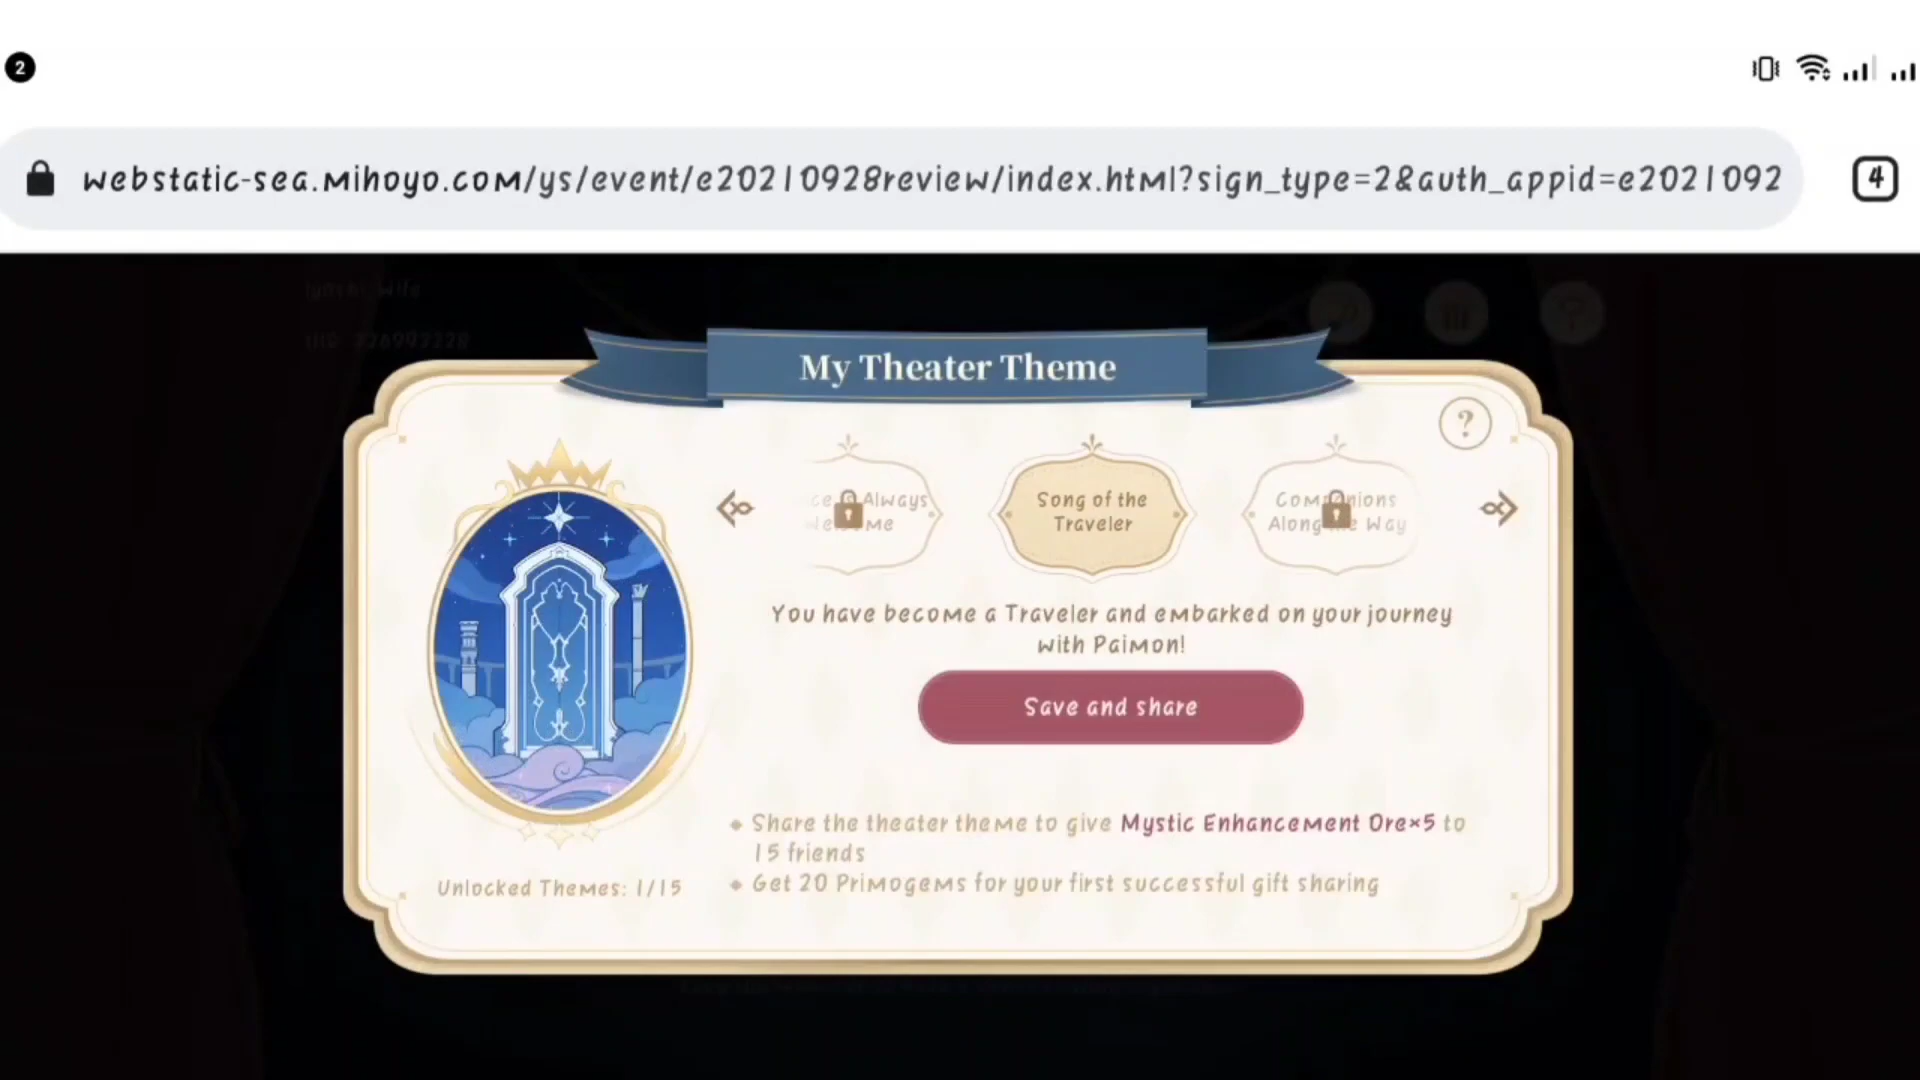 2
webstatic-sea.mihoyo.com/ys/event/e20210928review/index.html?sign_type=2&auth_appid=e2021092
4
My Theater Theme
?
Always
Song of the
Traveler
Companions
Along the Way
You have become a Traveler and embarked on your journey
with Paimon!
Save and share
Share the theater theme to give Mystic Enhancement Ore×5 to
15 friends
Get 20 Primogems for your first successful gift sharing
Unlocked Themes: 1/15